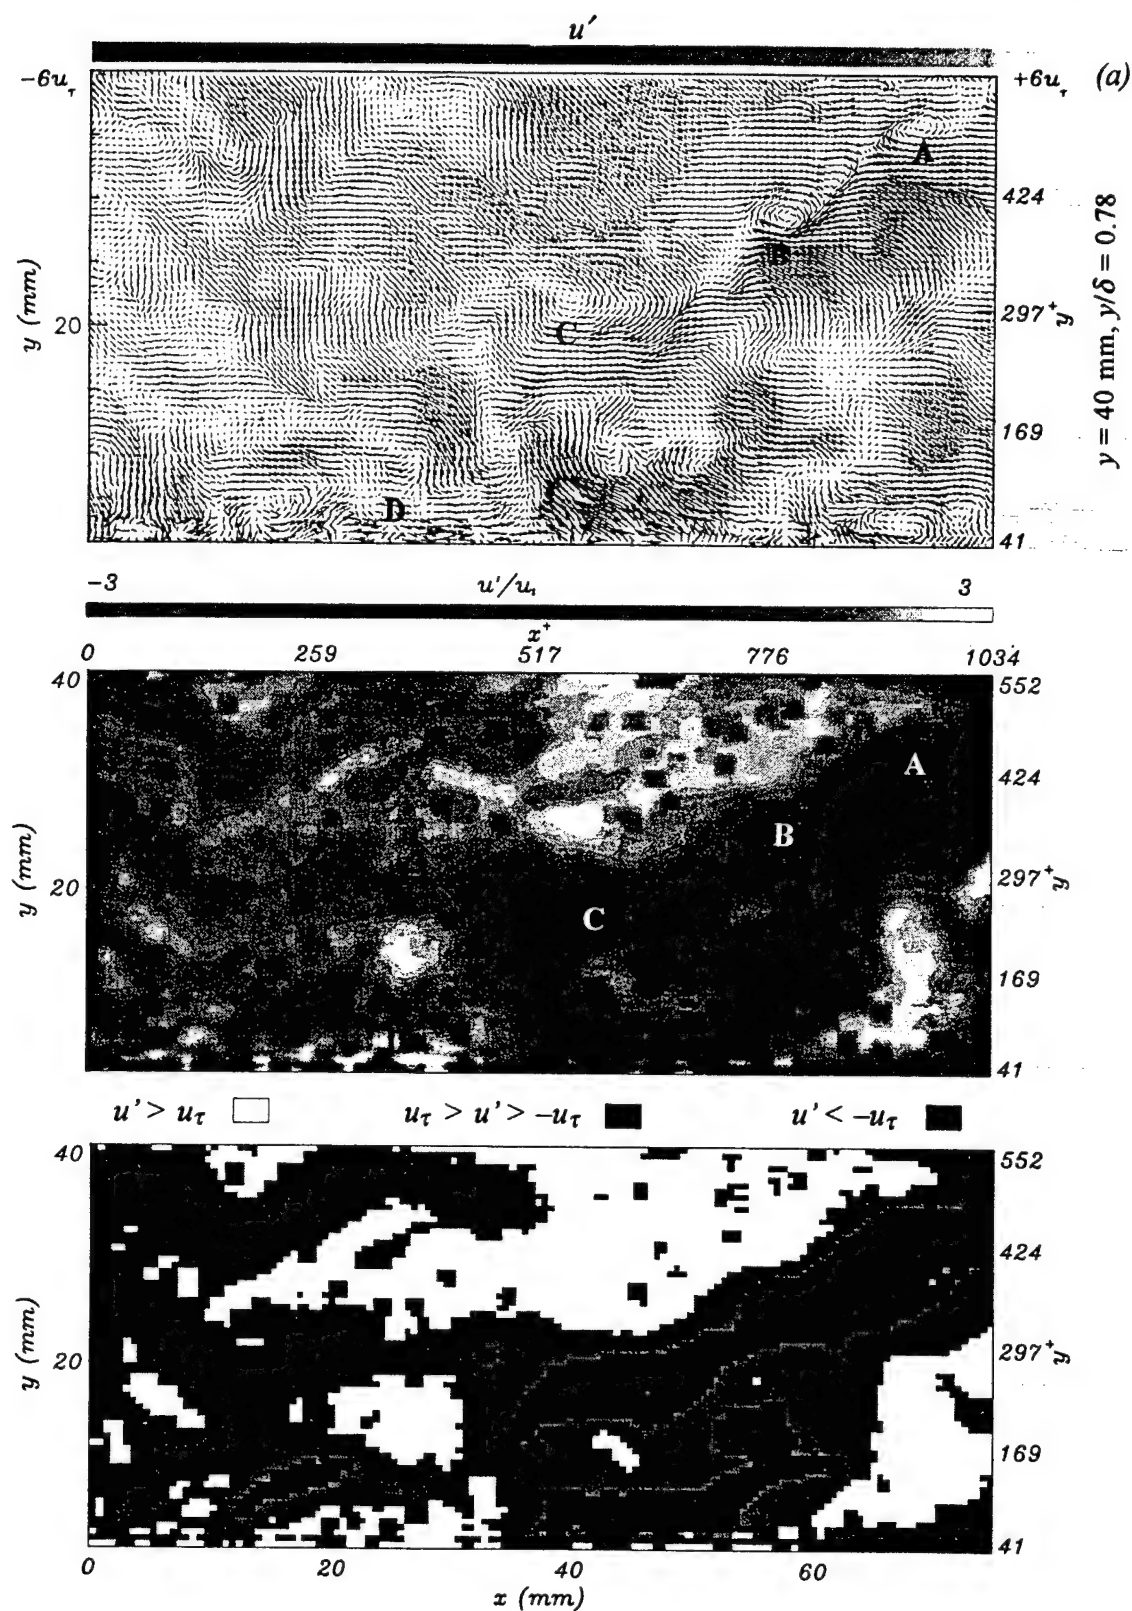 u'
-6u_τ +6u_τ (a)
A
424
B
y = 40 mm, y/δ = 0.78
y (mm)
20
297 y⁺
C
169
D
41
-3 u'/u_τ 3
x⁺
0 259 517 776 1034
40 552
A
424
B
y (mm)
20 297 y⁺
C
169
41
u' > u_τ u_τ > u' > -u_τ u' < -u_τ
40 552
424
y (mm)
20 297 y⁺
169
41
0 20 40 60
x (mm)